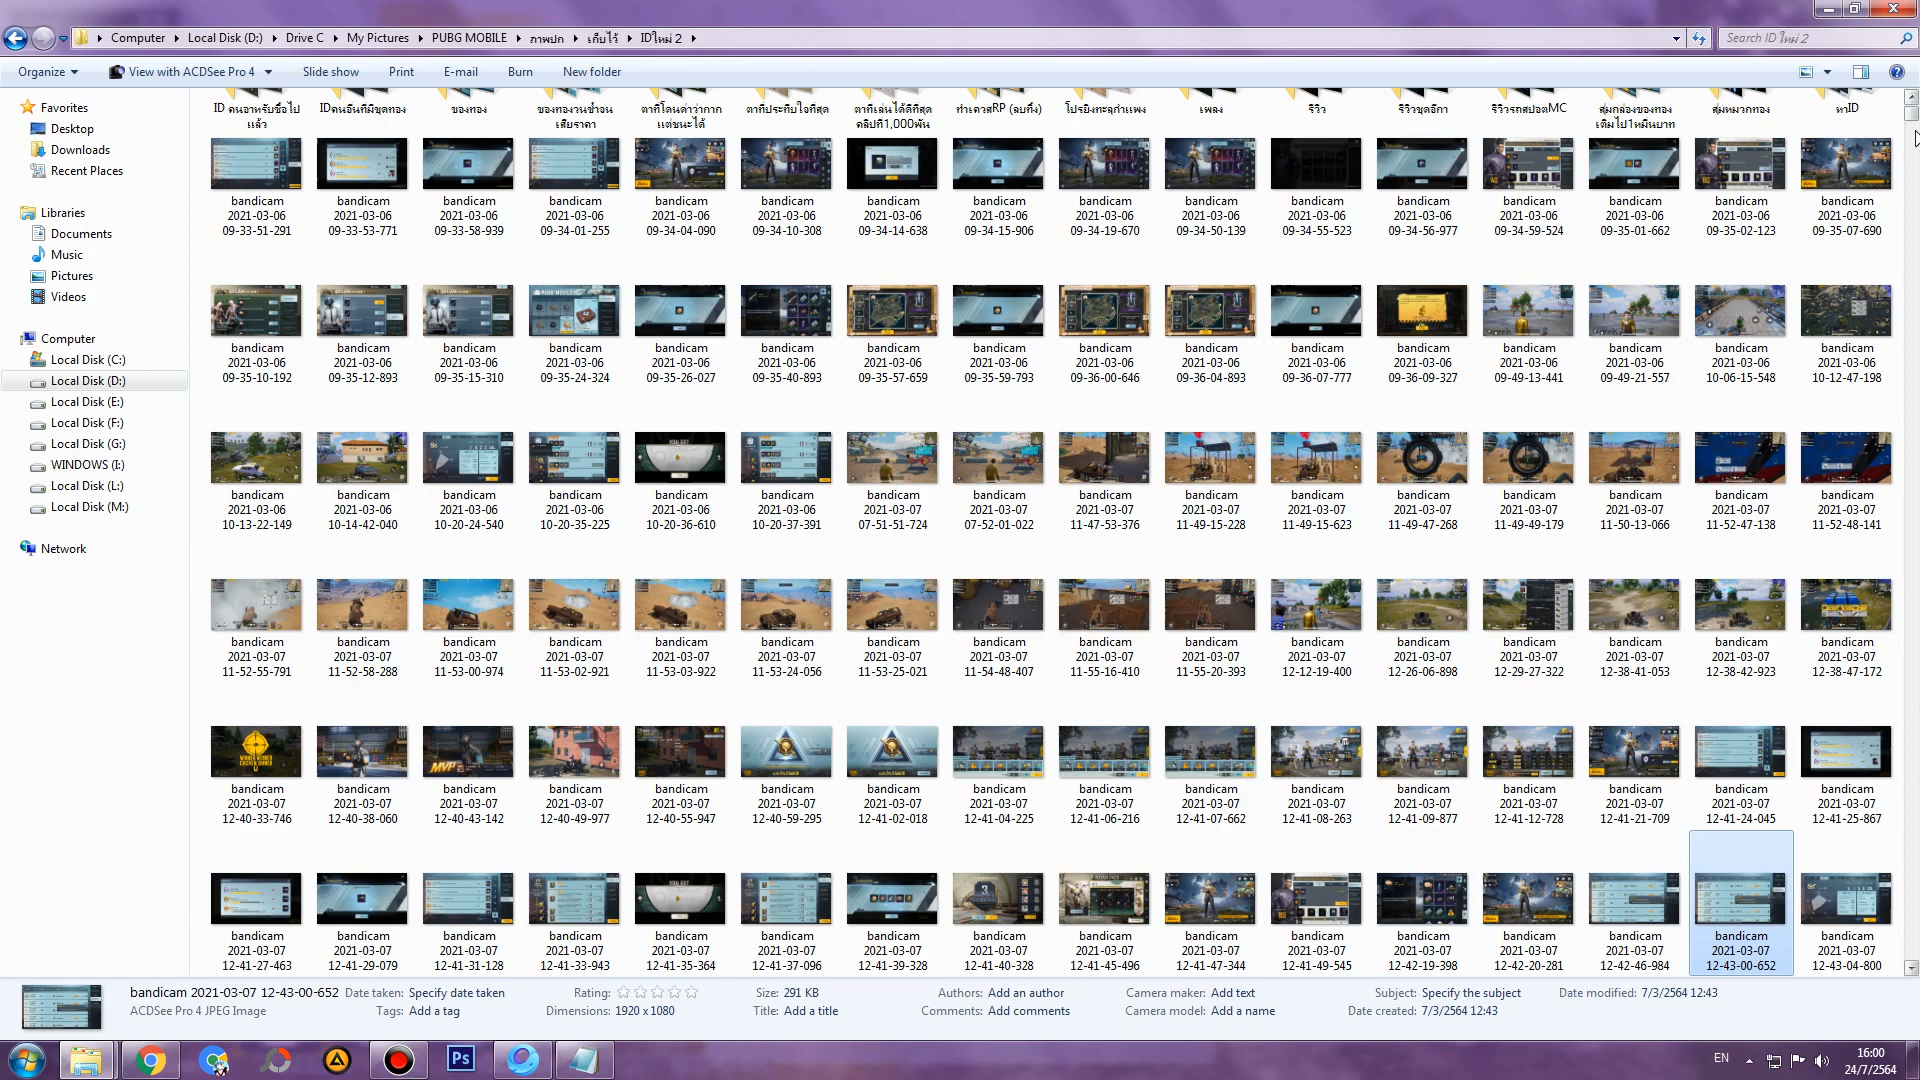 Computer ▸ Local Disk (D:) ▸ Drive C ▸ My Pictures ▸ PUBG MOBILE ▸ ภาพปก ▸ เก็บไว้ ▸ IDใหม่ 2 ▸
Search IDใหม่ 2
Organize View with ACDSee Pro 4 Slide show Print E-mail Burn New folder
Favorites
Desktop
Downloads
Recent Places
Libraries
Documents
Music
Pictures
Videos
Computer
Local Disk (C:)
Local Disk (D:)
Local Disk (E:)
Local Disk (F:)
Local Disk (G:)
WINDOWS (I:)
Local Disk (L:)
Local Disk (M:)
Network
ของทอง
เพลง
รีวิว
หาID
bandicam bandicam bandicam bandicam bandicam bandicam bandicam bandicam bandicam bandicam bandicam bandicam bandicam bandicam bandicam bandicam
2021-03-06 2021-03-06 2021-03-06 2021-03-06 2021-03-06 2021-03-06 2021-03-06 2021-03-06 2021-03-06 2021-03-06 2021-03-06 2021-03-06 2021-03-06 2021-03-06 2021-03-06 2021-03-06
09-33-51-291 09-33-53-771 09-33-58-939 09-34-01-255 09-34-04-090 09-34-10-308 09-34-14-638 09-34-15-906 09-34-19-670 09-34-50-139 09-34-55-523 09-34-56-977 09-34-59-524 09-35-01-662 09-35-02-123 09-35-07-690
bandicam bandicam bandicam bandicam bandicam bandicam bandicam bandicam bandicam bandicam bandicam bandicam bandicam bandicam bandicam bandicam
2021-03-06 2021-03-06 2021-03-06 2021-03-06 2021-03-06 2021-03-06 2021-03-06 2021-03-06 2021-03-06 2021-03-06 2021-03-06 2021-03-06 2021-03-06 2021-03-06 2021-03-06 2021-03-06
09-35-10-192 09-35-12-893 09-35-15-310 09-35-24-324 09-35-26-027 09-35-40-893 09-35-57-659 09-35-59-793 09-36-00-646 09-36-04-893 09-36-07-777 09-36-09-327 09-49-13-441 09-49-21-557 10-06-15-548 10-12-47-198
bandicam bandicam bandicam bandicam bandicam bandicam bandicam bandicam bandicam bandicam bandicam bandicam bandicam bandicam bandicam bandicam
2021-03-06 2021-03-06 2021-03-06 2021-03-06 2021-03-06 2021-03-06 2021-03-07 2021-03-07 2021-03-07 2021-03-07 2021-03-07 2021-03-07 2021-03-07 2021-03-07 2021-03-07 2021-03-07
10-13-22-149 10-14-42-040 10-20-24-540 10-20-35-225 10-20-36-610 10-20-37-391 07-51-51-724 07-52-01-022 11-47-53-376 11-49-15-228 11-49-15-623 11-49-47-268 11-49-49-179 11-50-13-066 11-52-47-138 11-52-48-141
bandicam bandicam bandicam bandicam bandicam bandicam bandicam bandicam bandicam bandicam bandicam bandicam bandicam bandicam bandicam bandicam
2021-03-07 2021-03-07 2021-03-07 2021-03-07 2021-03-07 2021-03-07 2021-03-07 2021-03-07 2021-03-07 2021-03-07 2021-03-07 2021-03-07 2021-03-07 2021-03-07 2021-03-07 2021-03-07
11-52-55-791 11-52-58-288 11-53-00-974 11-53-02-921 11-53-03-922 11-53-24-056 11-53-25-021 11-54-48-407 11-55-16-410 11-55-20-393 12-12-19-400 12-26-06-898 12-29-27-322 12-38-41-053 12-38-42-923 12-38-47-172
bandicam bandicam bandicam bandicam bandicam bandicam bandicam bandicam bandicam bandicam bandicam bandicam bandicam bandicam bandicam bandicam
2021-03-07 2021-03-07 2021-03-07 2021-03-07 2021-03-07 2021-03-07 2021-03-07 2021-03-07 2021-03-07 2021-03-07 2021-03-07 2021-03-07 2021-03-07 2021-03-07 2021-03-07 2021-03-07
12-40-33-746 12-40-38-060 12-40-43-142 12-40-49-977 12-40-55-947 12-40-59-295 12-41-02-018 12-41-04-225 12-41-06-216 12-41-07-662 12-41-08-263 12-41-09-877 12-41-12-728 12-41-21-709 12-41-24-045 12-41-25-867
bandicam bandicam bandicam bandicam bandicam bandicam bandicam bandicam bandicam bandicam bandicam bandicam bandicam bandicam bandicam bandicam
2021-03-07 2021-03-07 2021-03-07 2021-03-07 2021-03-07 2021-03-07 2021-03-07 2021-03-07 2021-03-07 2021-03-07 2021-03-07 2021-03-07 2021-03-07 2021-03-07 2021-03-07 2021-03-07
12-41-27-463 12-41-29-079 12-41-31-128 12-41-33-943 12-41-35-364 12-41-37-096 12-41-39-328 12-41-40-328 12-41-45-496 12-41-47-344 12-41-49-545 12-42-19-398 12-42-20-281 12-42-46-984 12-43-00-652 12-43-04-800
bandicam 2021-03-07 12-43-00-652 Date taken: Specify date taken Rating: Size: 291 KB Authors: Add an author Camera maker: Add text Subject: Specify the subject Date modified: 7/3/2564 12:43
ACDSee Pro 4 JPEG Image Tags: Add a tag Dimensions: 1920 x 1080 Title: Add a title Comments: Add comments Camera model: Add a name Date created: 7/3/2564 12:43
Ps
EN
16:00
24/7/2564